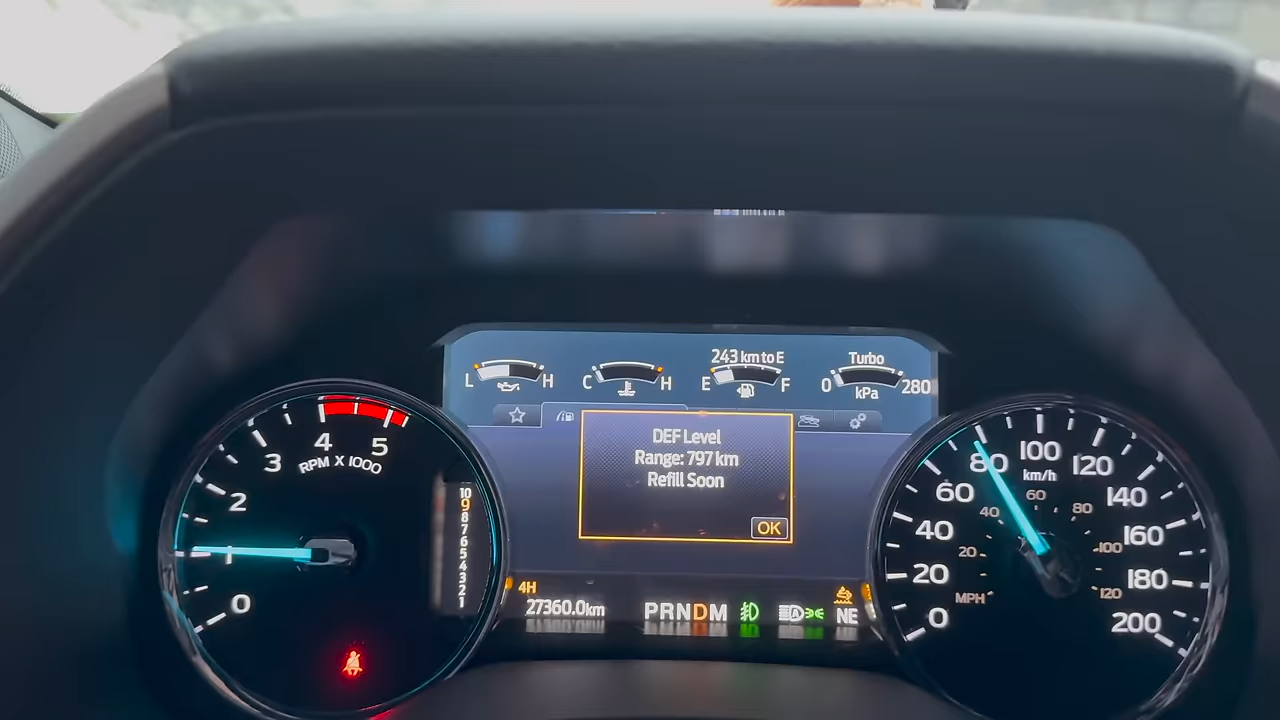 243 km to E
Turbo
L H
C H
E F
0 280
kPa
DEF Level
Range: 797 km
Refill Soon
OK
0
1
2
3
4
5
RPM X 1000
10
9
8
7
6
5
4
3
2
1
4H
27360.0km
PRNDM
A
NE
0
20
40
60
80
100
120
140
160
180
200
km/h
20
40
60
80
100
120
MPH